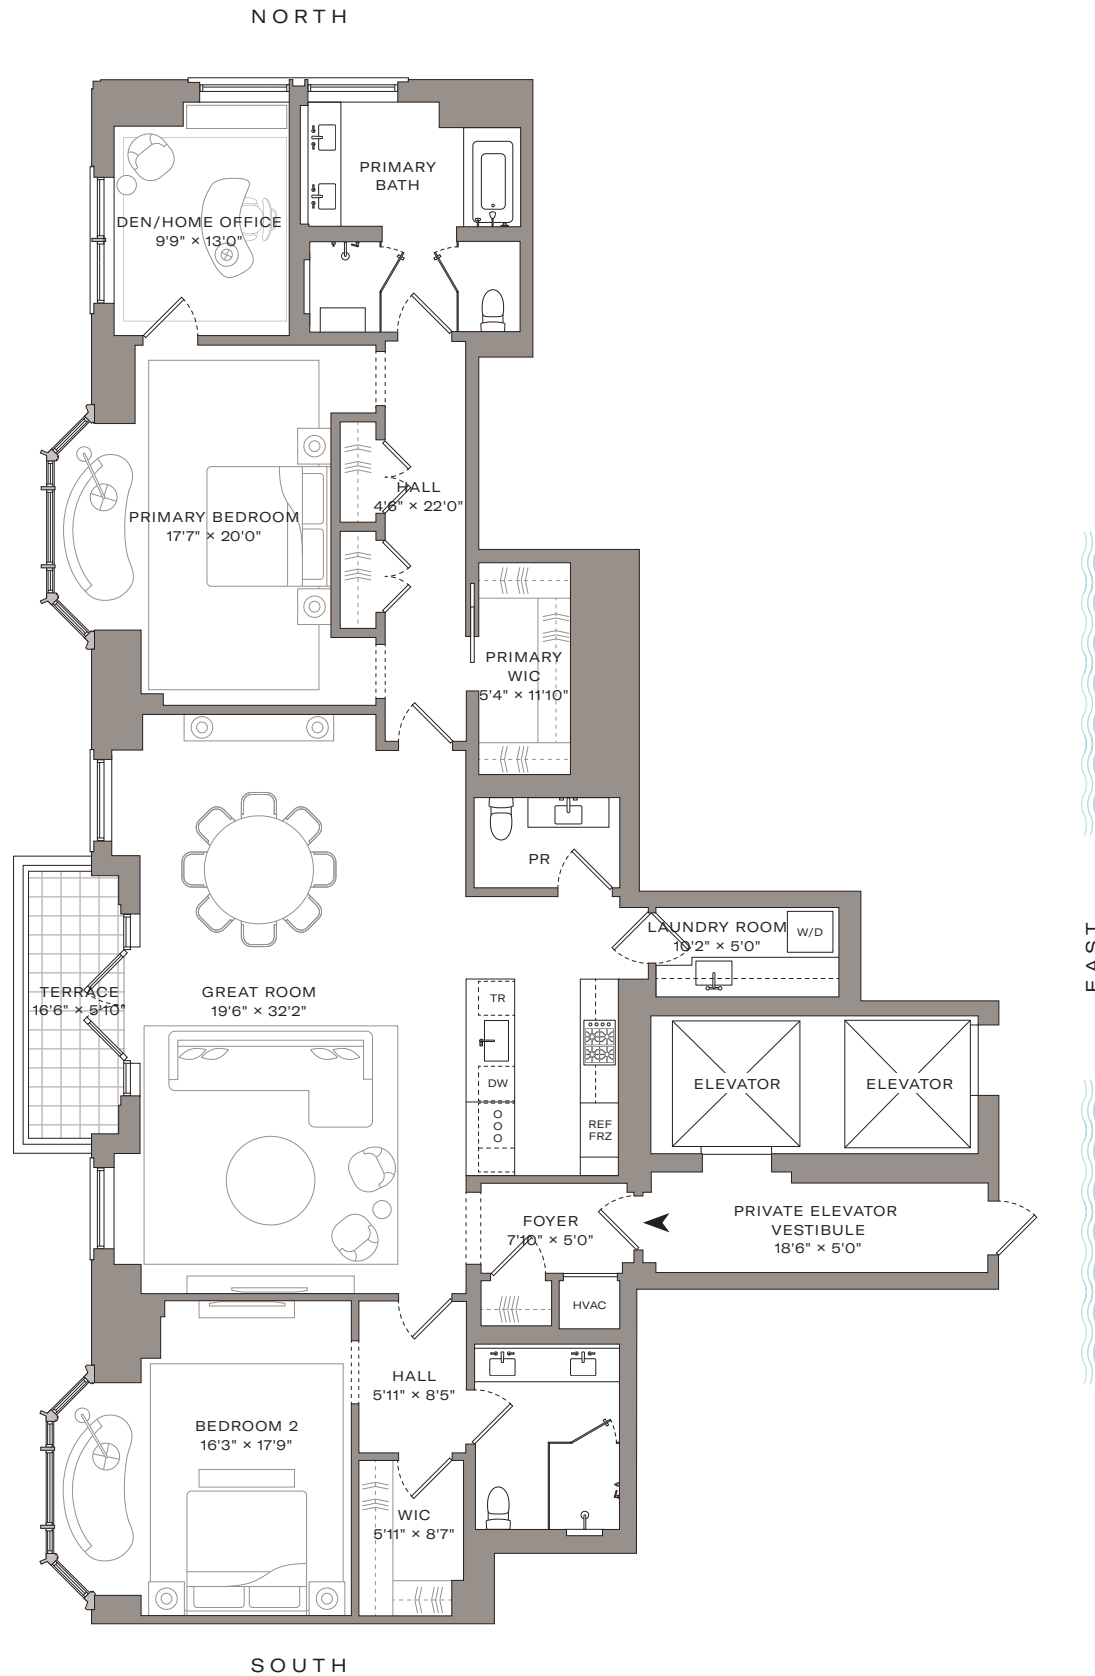 NORTH
PRIMARY
BATH
DEN/HOME OFFICE
9'9" × 13'0"
HALL
4'6" × 22'0"
PRIMARY BEDROOM
17'7" × 20'0"
PRIMARY
WIC
5'4" × 11'10"
PR
LAUNDRY ROOM
10'2" × 5'0"
W/D
EAST
TERRACE
16'6" × 5'10"
GREAT ROOM
19'6" × 32'2"
TR
DW
REF
FRZ
ELEVATOR
ELEVATOR
FOYER
7'10" × 5'0"
PRIVATE ELEVATOR
VESTIBULE
18'6" × 5'0"
HVAC
HALL
5'11" × 8'5"
BEDROOM 2
16'3" × 17'9"
WIC
5'11" × 8'7"
SOUTH